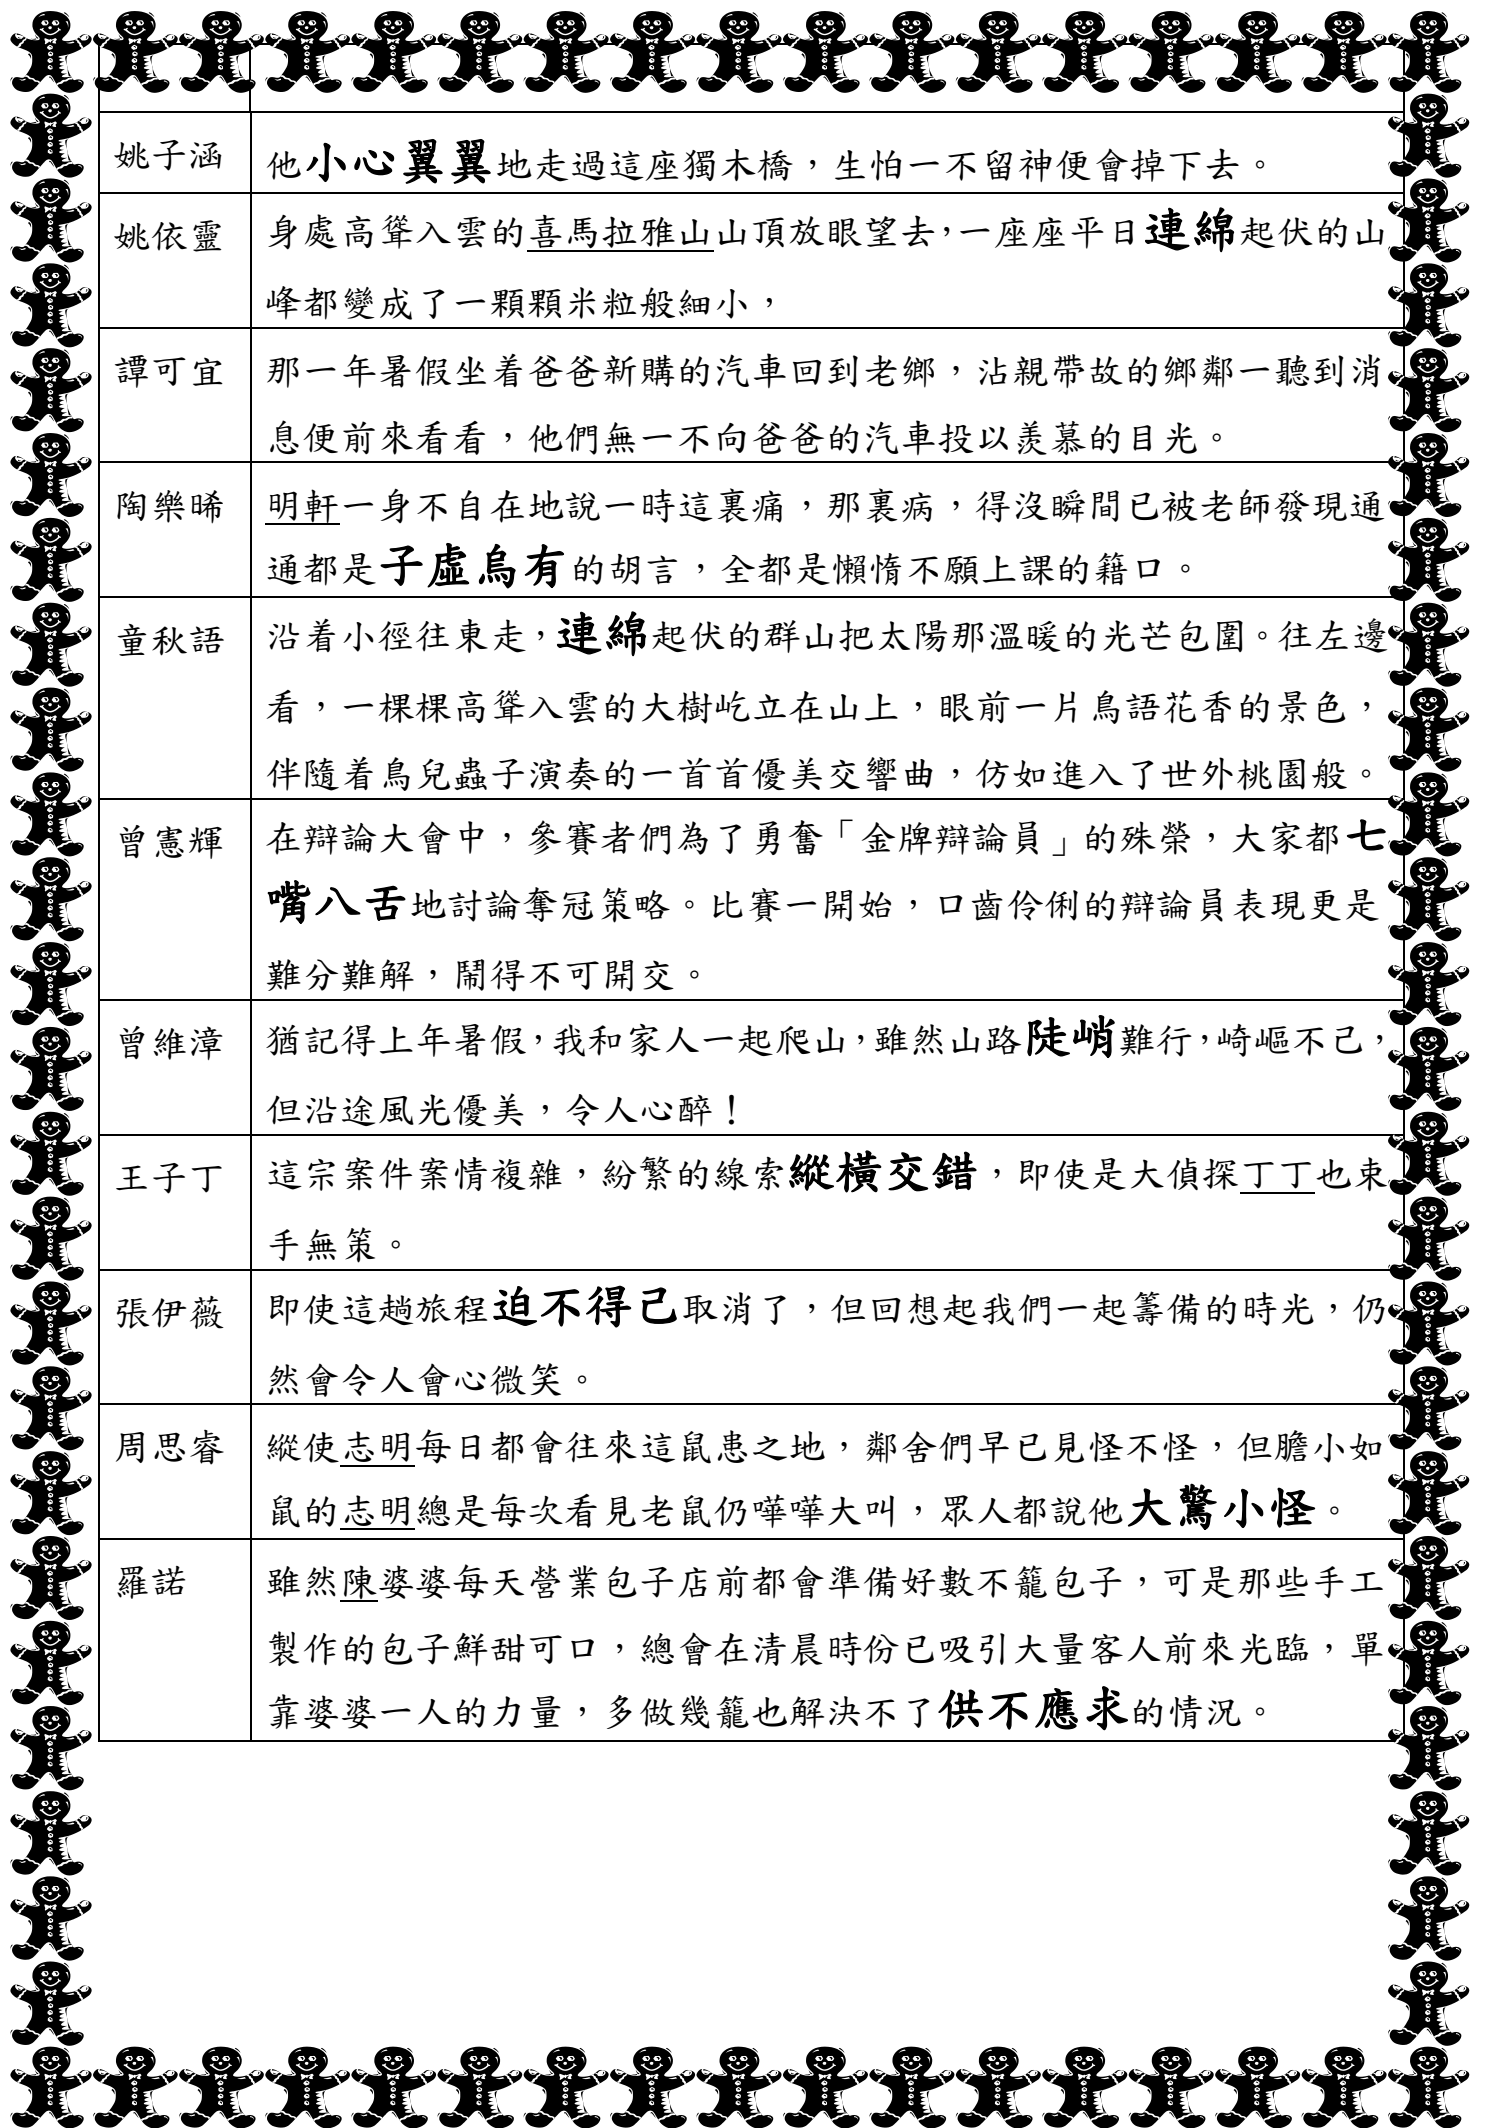 姚子涵 他小心翼翼地走過這座獨木橋，生怕一不留神便會掉下去。
姚依靈 身處高聳入雲的喜馬拉雅山山頂放眼望去，一座座平日連綿起伏的山
峰都變成了一顆顆米粒般細小，
譚可宜 那一年暑假坐着爸爸新購的汽車回到老鄉，沾親帶故的鄉鄰一聽到消
息便前來看看，他們無一不向爸爸的汽車投以羨慕的目光。
陶樂晞 明軒一身不自在地說一時這裏痛，那裏病，得沒瞬間已被老師發現通
通都是子虛烏有的胡言，全都是懶惰不願上課的籍口。
童秋語 沿着小徑往東走，連綿起伏的群山把太陽那溫暖的光芒包圍。往左邊
看，一棵棵高聳入雲的大樹屹立在山上，眼前一片鳥語花香的景色，
伴隨着鳥兒蟲子演奏的一首首優美交響曲，仿如進入了世外桃園般。
曾憲輝 在辯論大會中，參賽者們為了勇奮「金牌辯論員」的殊榮，大家都七
嘴八舌地討論奪冠策略。比賽一開始，口齒伶俐的辯論員表現更是
難分難解，鬧得不可開交。
曾維漳 猶記得上年暑假，我和家人一起爬山，雖然山路陡峭難行，崎嶇不己，
但沿途風光優美，令人心醉！
王子丁 這宗案件案情複雜，紛繁的線索縱橫交錯，即使是大偵探丁丁也束
手無策。
張伊薇 即使這趟旅程迫不得己取消了，但回想起我們一起籌備的時光，仍
然會令人會心微笑。
周思睿 縱使志明每日都會往來這鼠患之地，鄰舍們早已見怪不怪，但膽小如
鼠的志明總是每次看見老鼠仍嘩嘩大叫，眾人都說他大驚小怪。
羅諾 雖然陳婆婆每天營業包子店前都會準備好數不籠包子，可是那些手工
製作的包子鮮甜可口，總會在清晨時份已吸引大量客人前來光臨，單
靠婆婆一人的力量，多做幾籠也解決不了供不應求的情況。